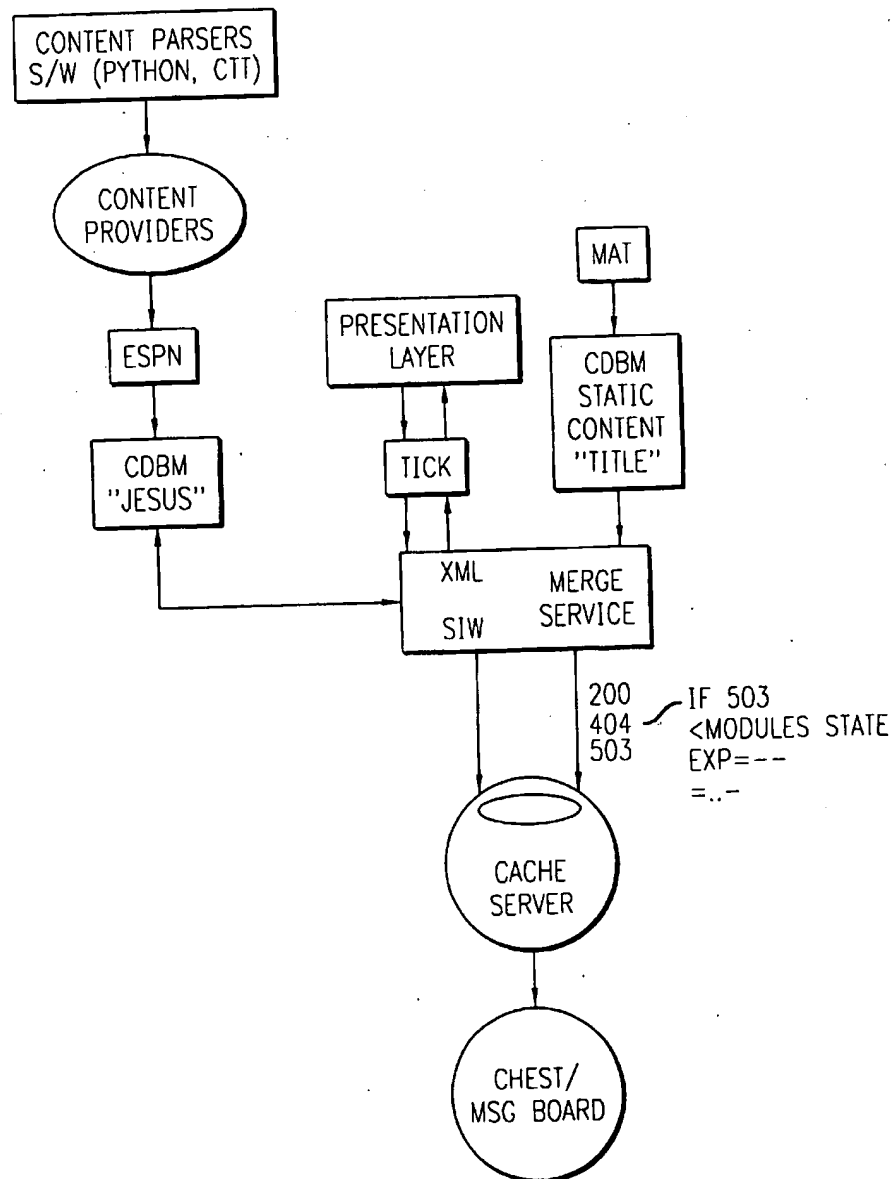 CONTENT PARSERS
S/W (PYTHON, CTT)
CONTENT
PROVIDERS
ESPN
CDBM
"JESUS"
PRESENTATION
LAYER
TICK
MAT
CDBM
STATIC
CONTENT
"TITLE"
XML
SIW
MERGE
SERVICE
200
404
503
IF 503
<MODULES STATE
EXP=--
=..-
CACHE
SERVER
CHEST/
MSG BOARD